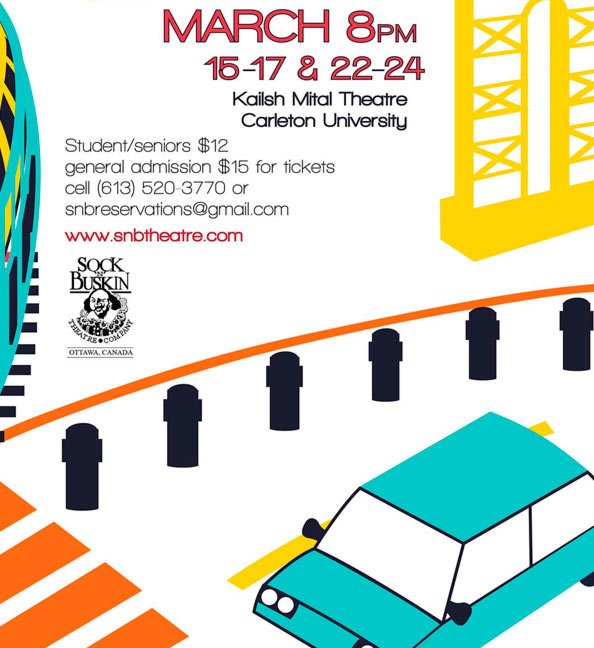 MARCH 8PM
15-17 & 22-24
Kailsh Mital Theatre
Carleton University
Student/seniors $12
general admission $15 for tickets
cell (613) 520-3770 or
snbreservations@gmail.com
www.snbtheatre.com
SOCK
'N'
BUSKIN
THEATRE • COMPANY
OTTAWA, CANADA